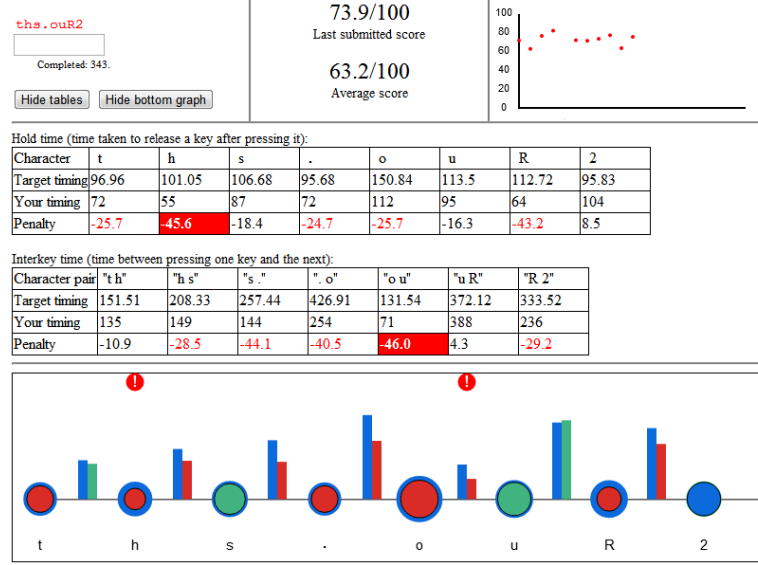 ths.ouR2
Completed: 343.
Hide tables Hide bottom graph
73.9/100
Last submitted score
63.2/100
Average score
100
80
60
40
20
0
Hold time (time taken to release a key after pressing it):
Character t h s . o u R 2
Target timing 96.96 101.05 106.68 95.68 150.84 113.5 112.72 95.83
Your timing 72 55 87 72 112 95 64 104
Penalty -25.7 -45.6 -18.4 -24.7 -25.7 -16.3 -43.2 8.5
Interkey time (time between pressing one key and the next):
Character pair "t h" "h s" "s ." ". o" "o u" "u R" "R 2"
Target timing 151.51 208.33 257.44 426.91 131.54 372.12 333.52
Your timing 135 149 144 254 71 388 236
Penalty -10.9 -28.5 -44.1 -40.5 -46.0 4.3 -29.2
! !
t h s . o u R 2